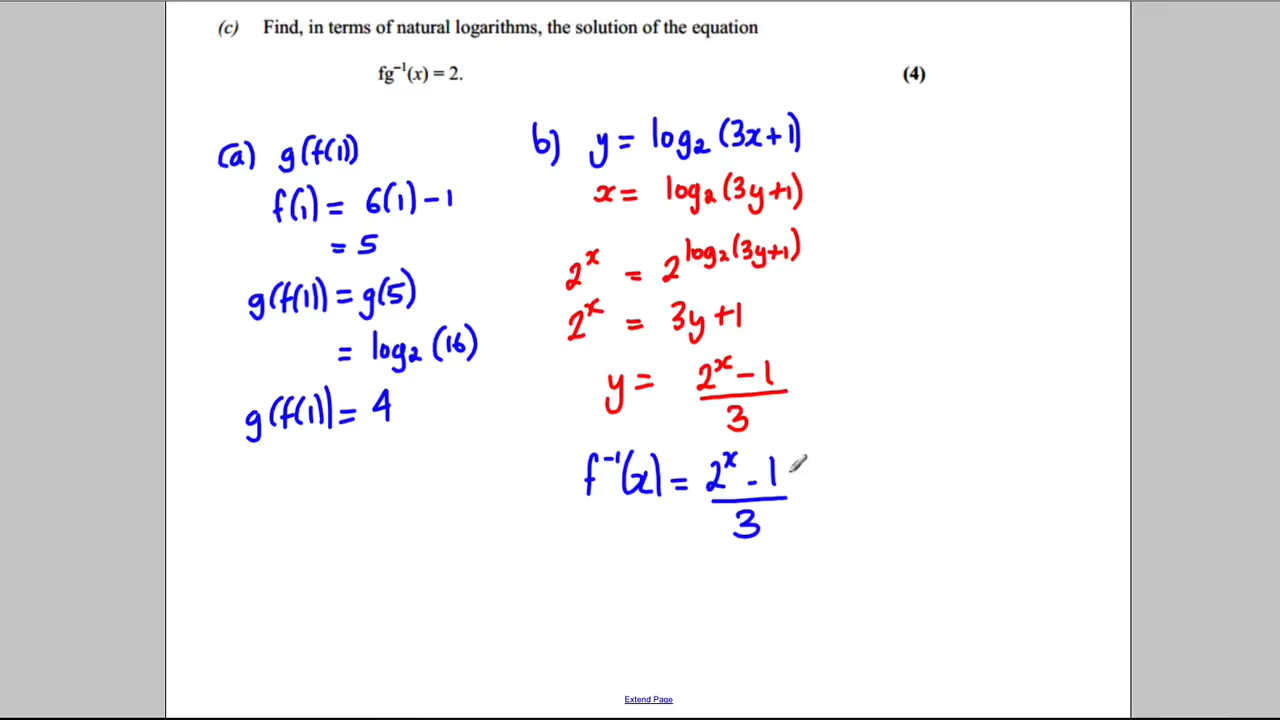 (c) Find, in terms of natural logarithms, the solution of the equation
fg⁻¹(x) = 2.
(4)
(a) g(f(1))
f(1) = 6(1) - 1
= 5
g(f(1)) = g(5)
= log₂ (16)
g(f(1)) = 4
b) y = log₂ (3x+1)
x = log₂ (3y+1)
2ˣ = 2^log₂(3y+1)
2ˣ = 3y + 1
y = 2ˣ - 1
3
f⁻¹(x) = 2ˣ - 1
3
Extend Page